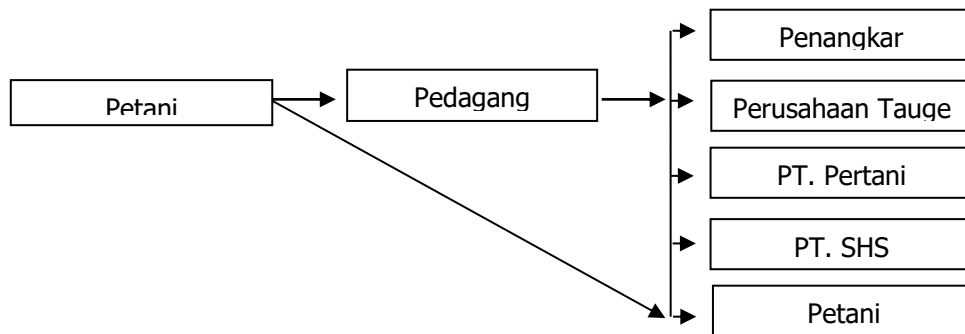 Penangkar
Petani
Pedagang
Perusahaan Tauge
PT. Pertani
PT. SHS
Petani